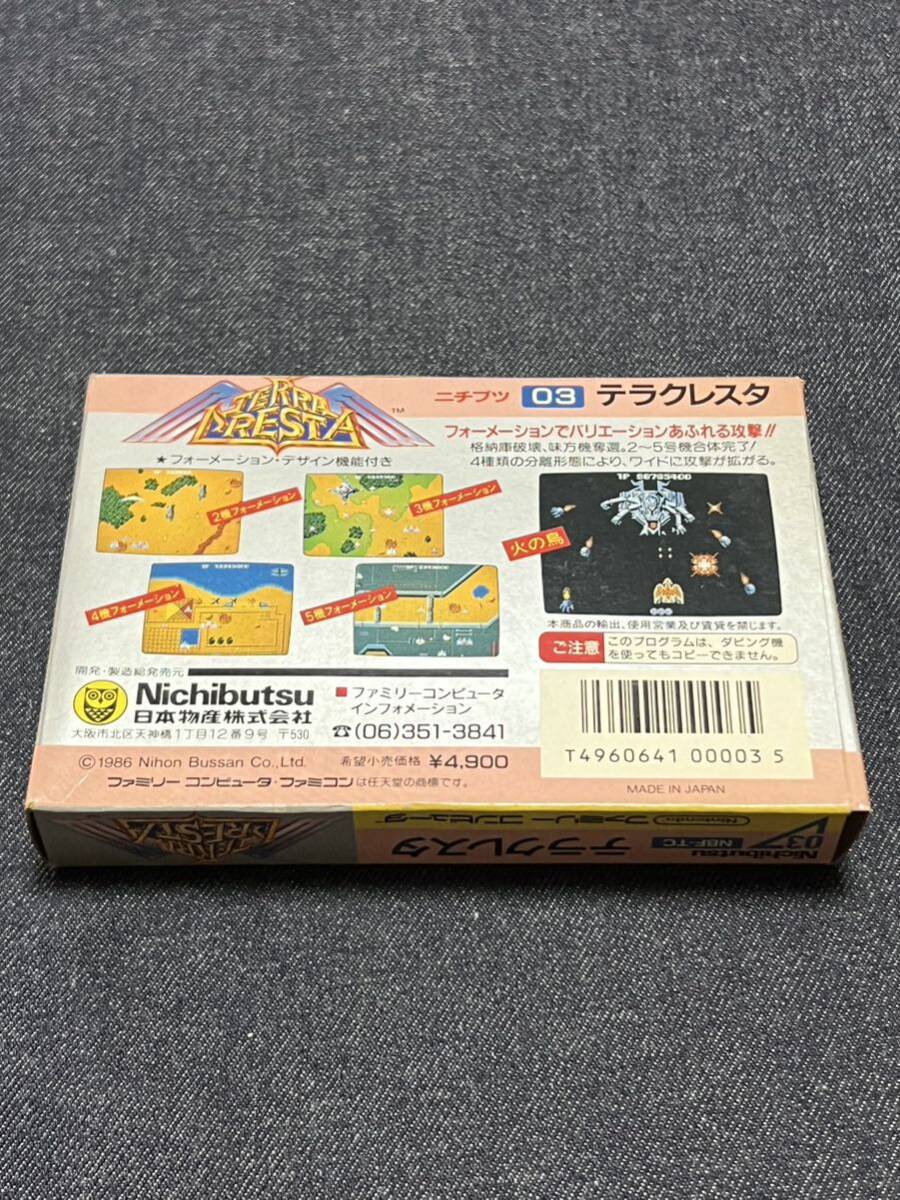 TERRA CRESTA
TM
ニチブツ 03 テラクレスタ
★フォーメーション・デザイン機能付き
フォーメーションでバリエーションあふれる攻撃!!
格納庫破壊、味方機奪還。2〜5号機合体完了!
4種類の分離形態により、ワイドに攻撃が拡がる。
2機フォーメーション
3機フォーメーション
4機フォーメーション
5機フォーメーション
火の鳥
本商品の輸出、使用営業及び賃貸を禁じます。
ご注意 このプログラムは、ダビング機
を使ってもコピーできません。
開発・製造総発売元
Nichibutsu
日本物産株式会社
大阪市北区天神橋1丁目12番9号 〒530
■ファミリーコンピュータ
インフォメーション
☎(06)351-3841
©1986 Nihon Bussan Co., Ltd. 希望小売価格 ¥4,900
ファミリー コンピュータ・ファミコンは任天堂の商標です。
T4960641 00003 5
MADE IN JAPAN
TERRA CRESTA
Nintendo ファミリー コンピュータ
テラクレスタ
Nichibutsu
03
NBF-TC